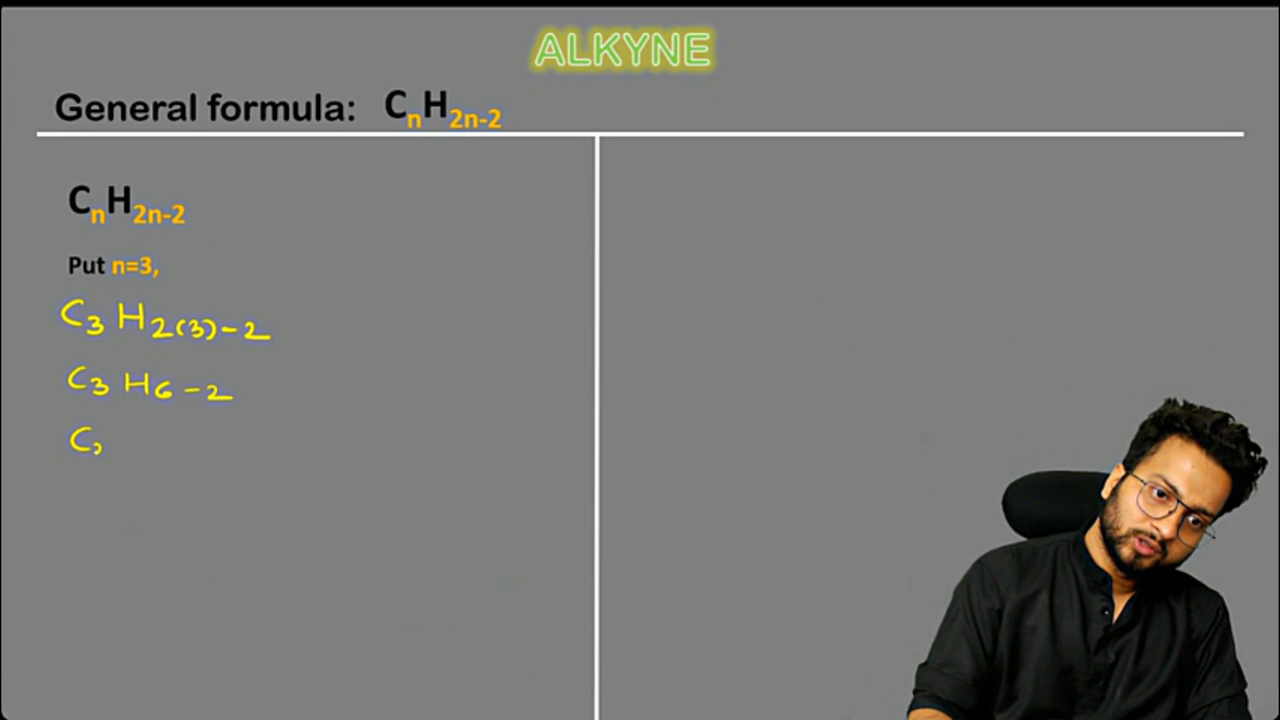 ALKYNE
General formula: CnH2n-2
CnH2n-2
Put n=3,
C3 H2(3)-2
C3 H6-2
C